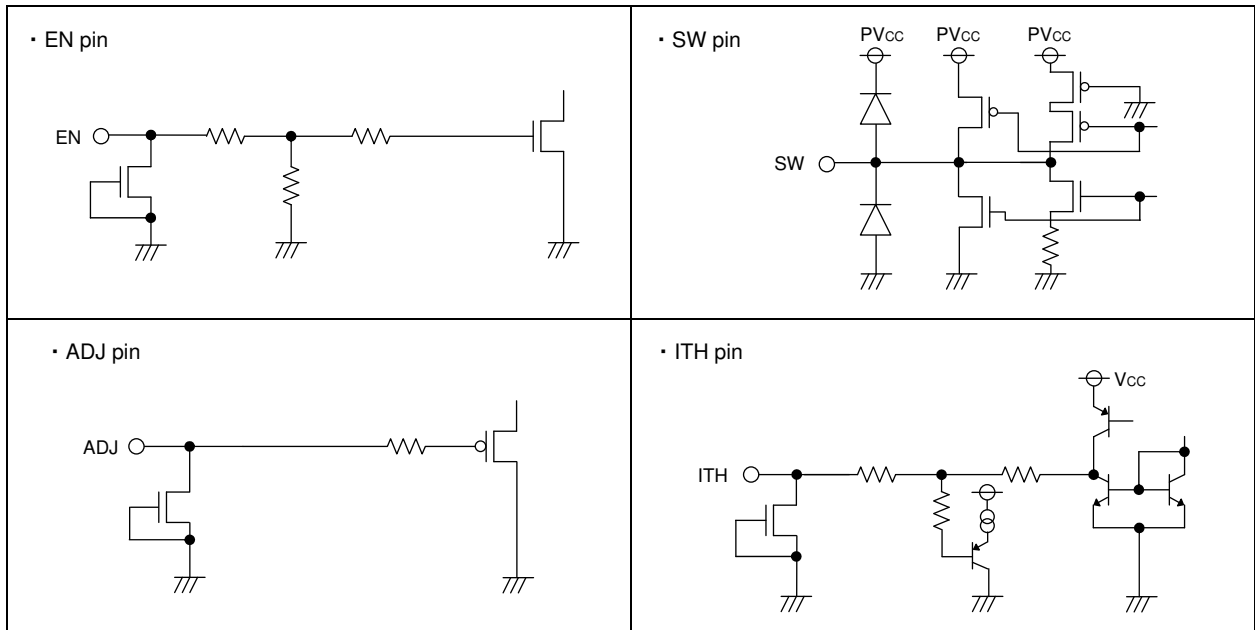 ・ EN pin
EN
・ SW pin
PVCC PVCC PVCC
SW
・ ADJ pin
ADJ
・ ITH pin
VCC
ITH